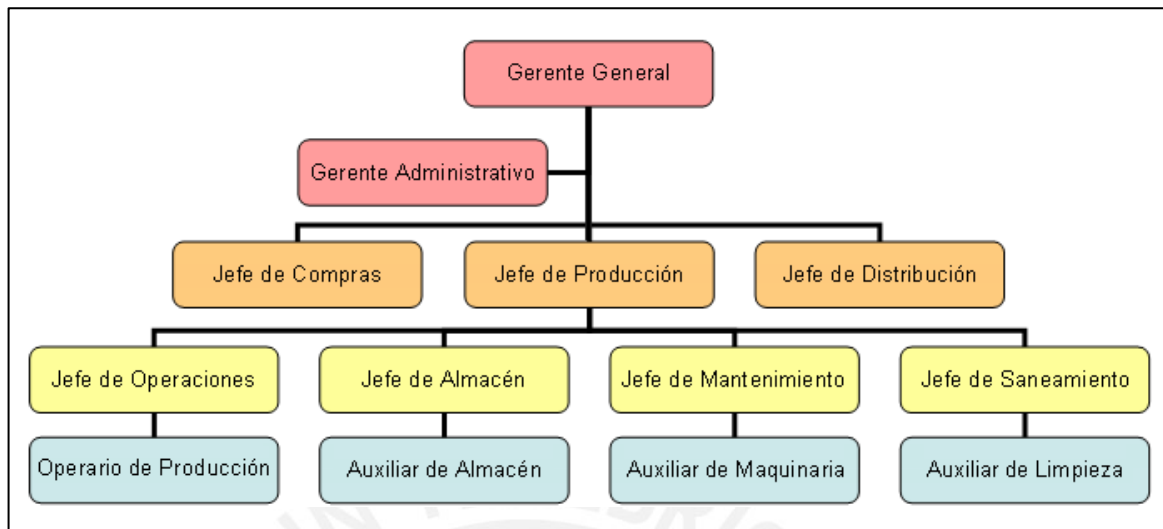 Gerente General
Gerente Administrativo
Jefe de Compras
Jefe de Producción
Jefe de Distribución
Jefe de Operaciones
Jefe de Almacén
Jefe de Mantenimiento
Jefe de Saneamiento
Operario de Producción
Auxiliar de Almacén
Auxiliar de Maquinaria
Auxiliar de Limpieza